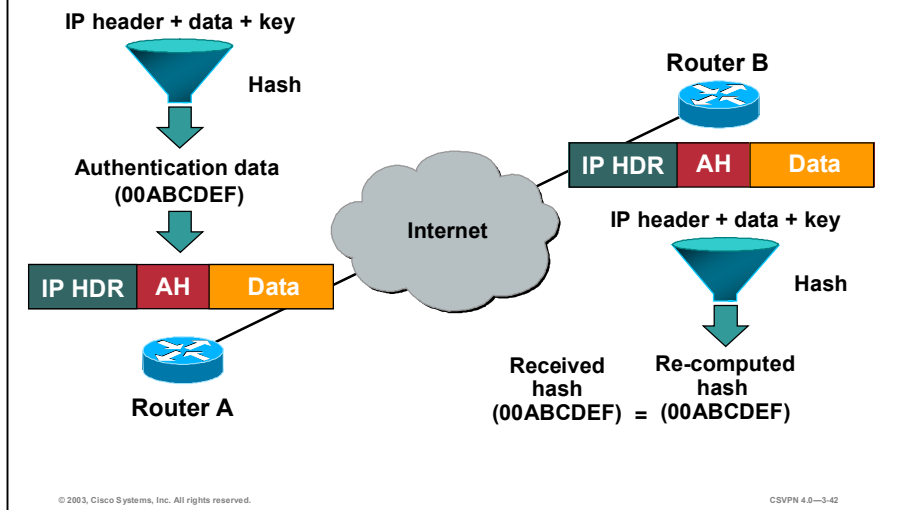 IP header + data + key
Hash
Authentication data
(00ABCDEF)
IP HDR AH Data
Router A
Internet
Router B
IP HDR AH Data
IP header + data + key
Hash
Received
hash
(00ABCDEF)
=
Re-computed
hash
(00ABCDEF)
© 2003, Cisco Systems, Inc. All rights reserved.
CSVPN 4.0—3-42